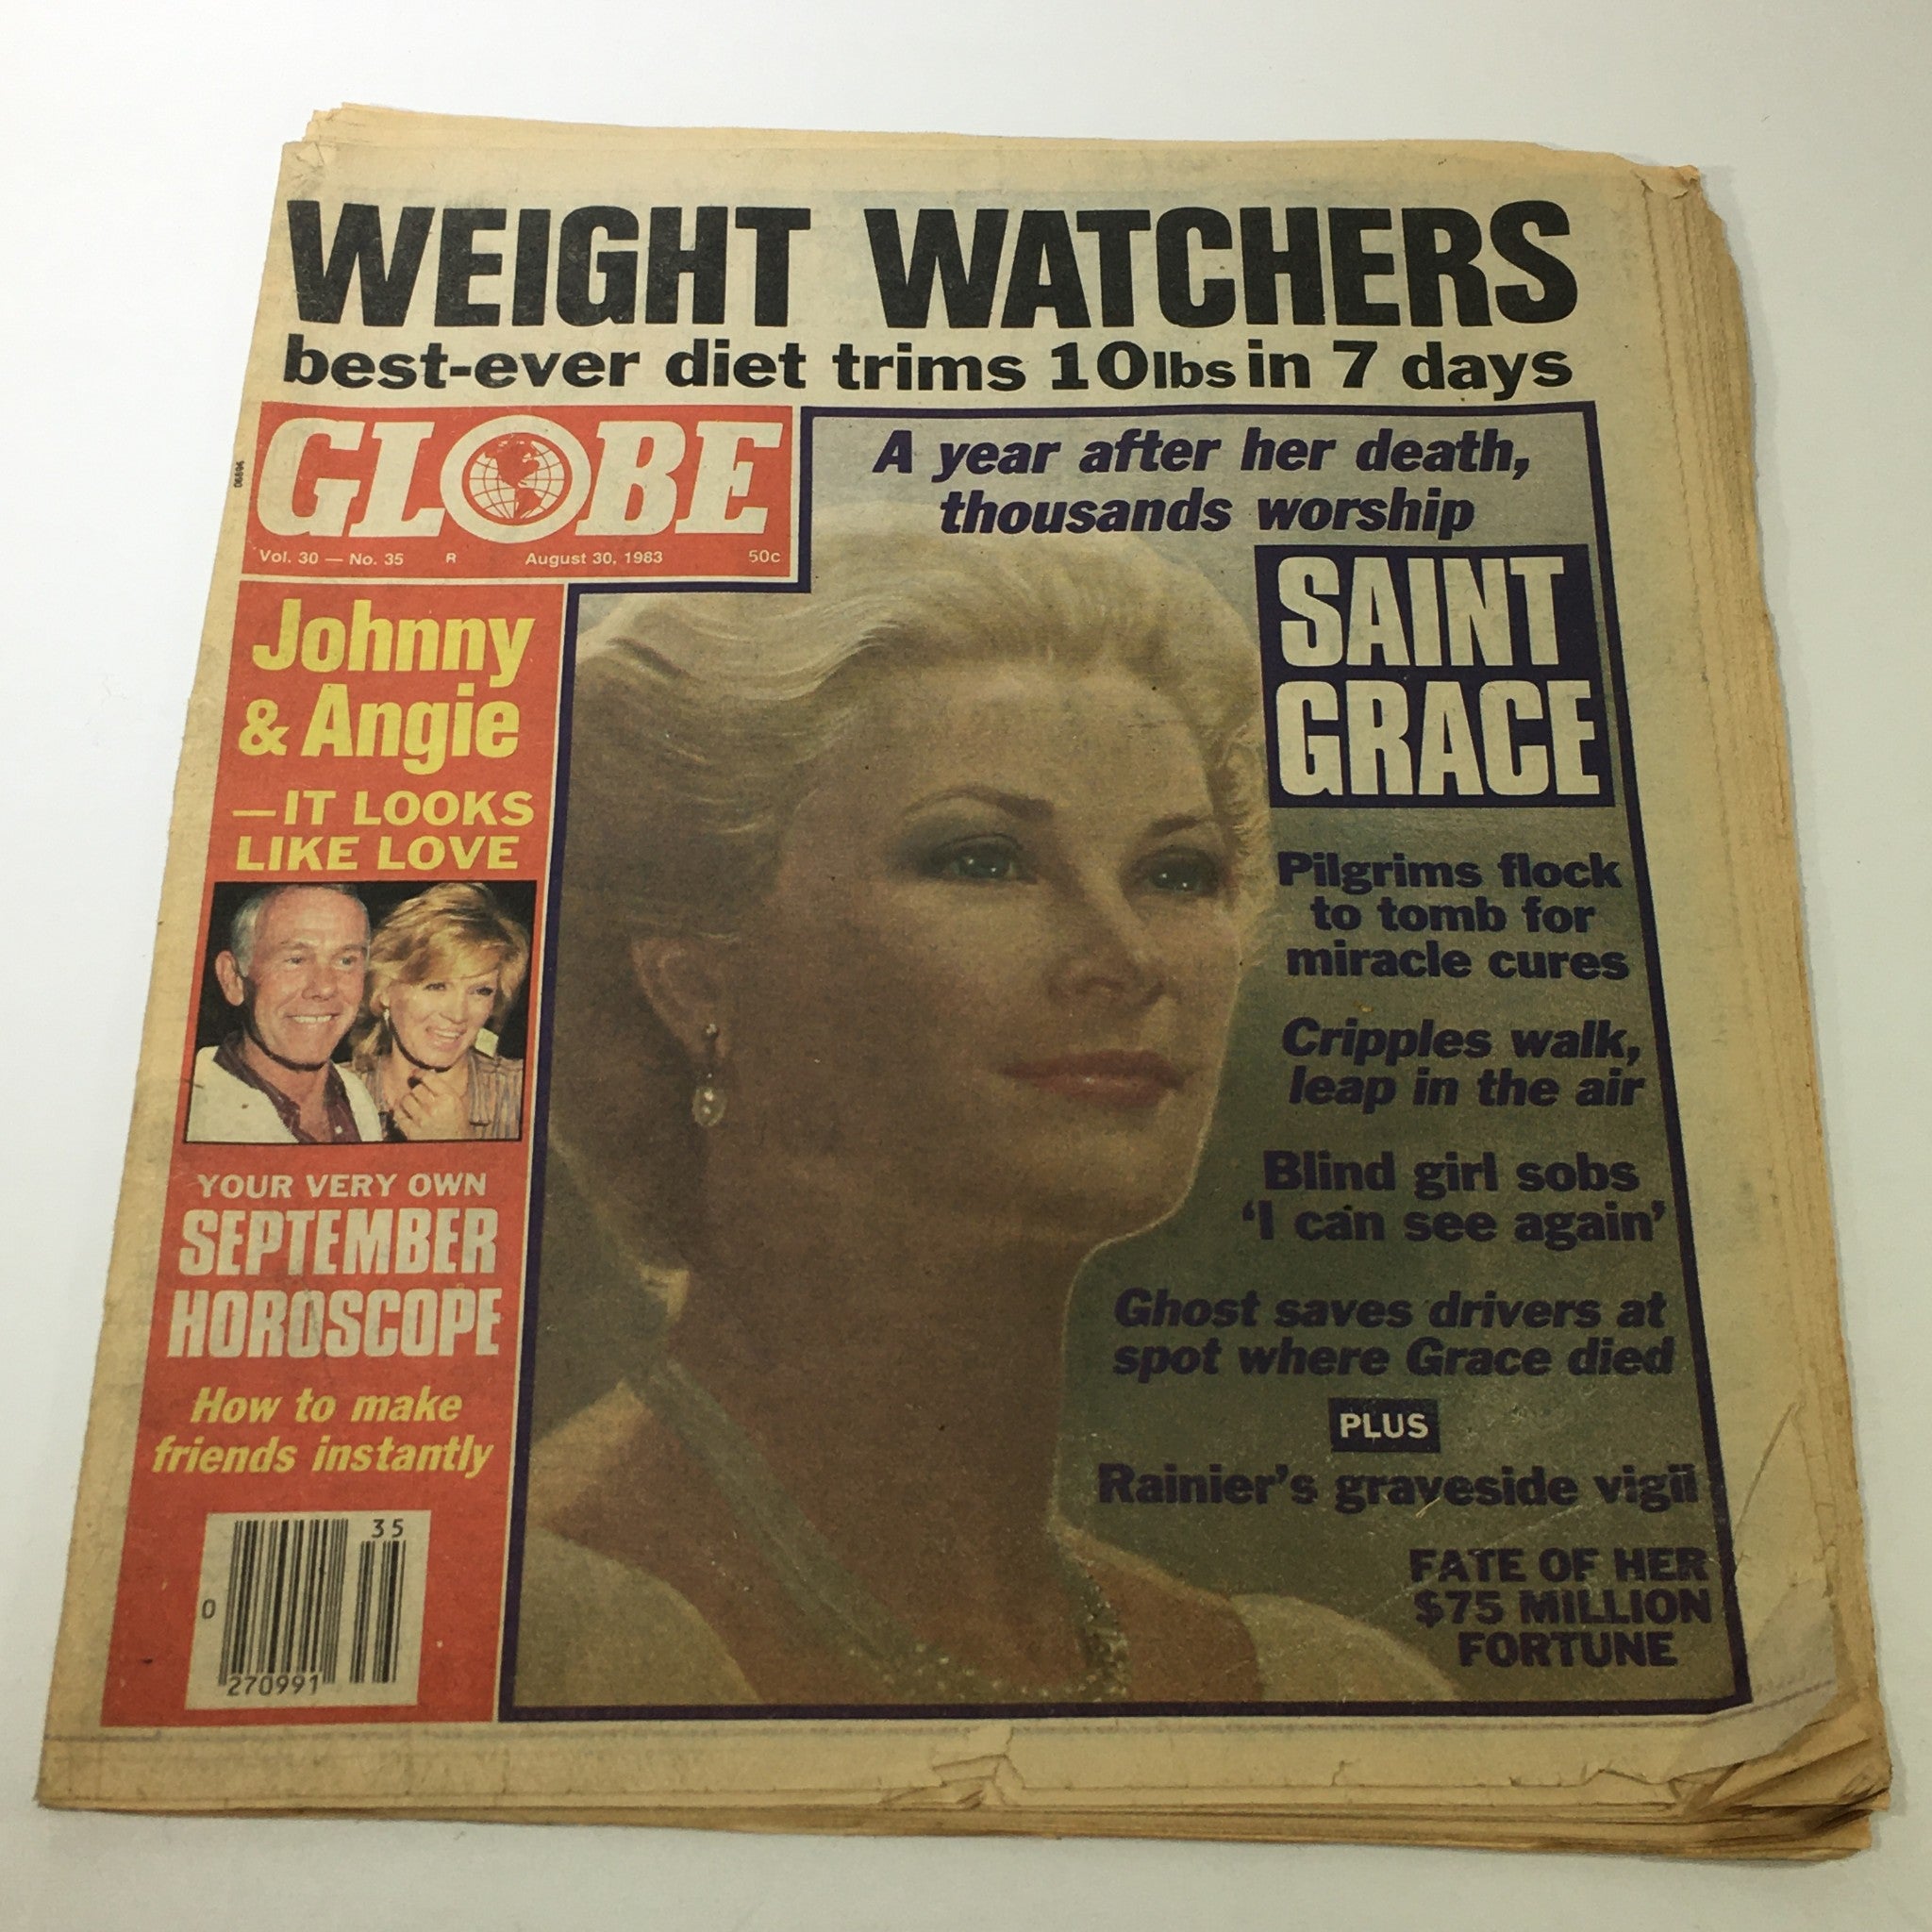 WEIGHT WATCHERS
best-ever diet trims 10lbs in 7 days
GLOBE
Vol. 30 — No. 35 R August 30, 1983 50c
A year after her death,
thousands worship
SAINT
GRACE
Pilgrims flock
to tomb for
miracle cures
Cripples walk,
leap in the air
Blind girl sobs
'I can see again'
Ghost saves drivers at
spot where Grace died
PLUS
Rainier's graveside vigil
FATE OF HER
$75 MILLION
FORTUNE
Johnny
& Angie
—IT LOOKS
LIKE LOVE
YOUR VERY OWN
SEPTEMBER
HOROSCOPE
How to make
friends instantly
35
0
270991